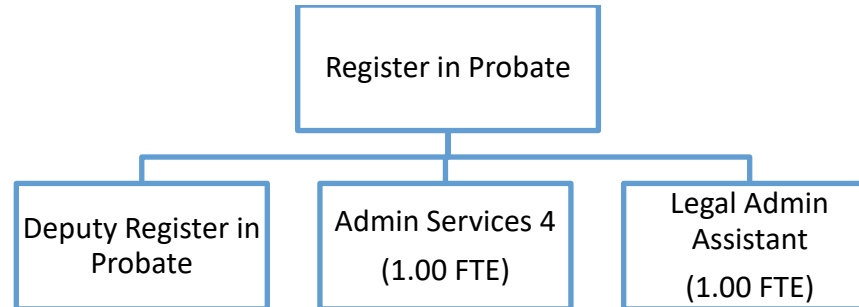 Register in Probate
Deputy Register in
Probate
Admin Services 4
(1.00 FTE)
Legal Admin
Assistant
(1.00 FTE)